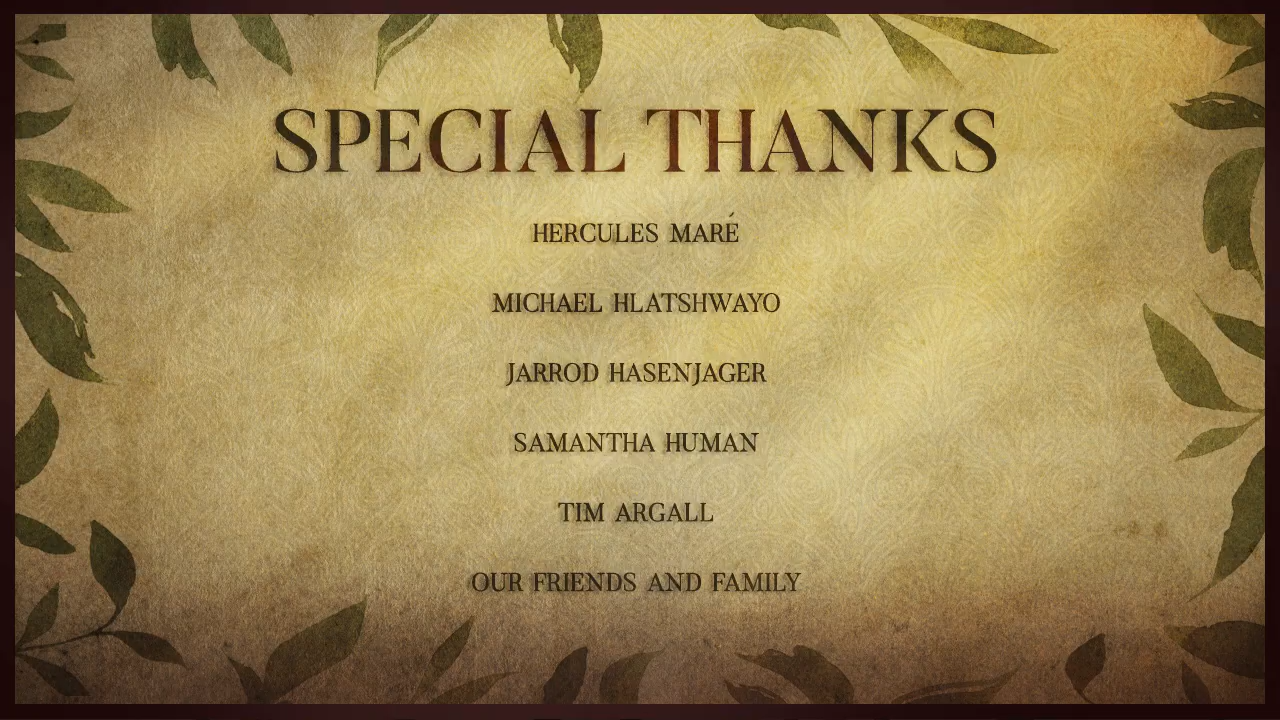 SPECIAL THANKS
HERCULES MARÉ
MICHAEL HLATSHWAYO
JARROD HASENJAGER
SAMANTHA HUMAN
TIM ARGALL
OUR FRIENDS AND FAMILY